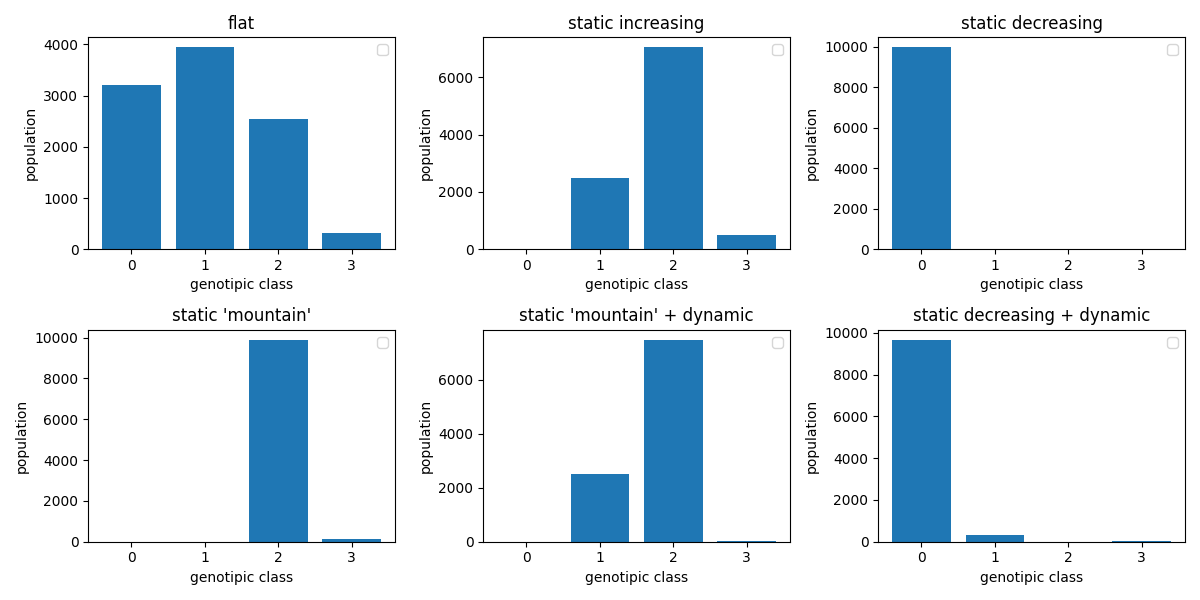 flat
4000
3000
2000
1000
0
population
0 1 2 3
genotipic class
static increasing
6000
4000
2000
0
population
0 1 2 3
genotipic class
static decreasing
10000
8000
6000
4000
2000
0
population
0 1 2 3
genotipic class
static 'mountain'
10000
8000
6000
4000
2000
0
population
0 1 2 3
genotipic class
static 'mountain' + dynamic
6000
4000
2000
0
population
0 1 2 3
genotipic class
static decreasing + dynamic
10000
8000
6000
4000
2000
0
population
0 1 2 3
genotipic class